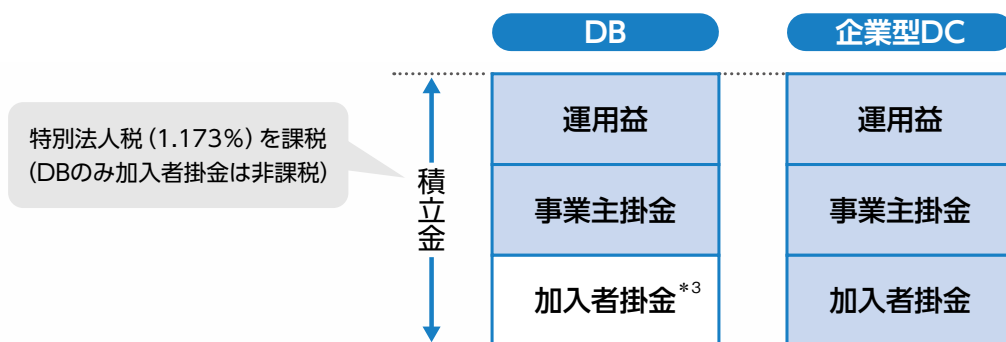 DB
企業型DC
特別法人税（1.173%）を課税
（DBのみ加入者掛金は非課税）
積立金
運用益
事業主掛金
加入者掛金*3
運用益
事業主掛金
加入者掛金